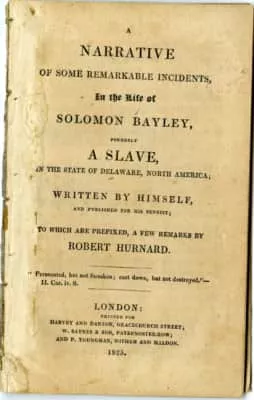 A
NARRATIVE
OF SOME REMARKABLE INCIDENTS,
In the Life of
SOLOMON BAYLEY,
FORMERLY
A SLAVE,
IN THE STATE OF DELAWARE, NORTH AMERICA;
WRITTEN BY HIMSELF,
AND PUBLISHED FOR HIS BENEFIT;
TO WHICH ARE PREFIXED, A FEW REMARKS BY
ROBERT HURNARD.
"Persecuted, but not forsaken; cast down, but not destroyed."—
II. Cor. iv. 9.
LONDON:
PRINTED FOR
HARVEY AND DARTON, GRACECHURCH STREET;
W. BAYNES & SON, PATERNOSTER-ROW;
AND P. YOUNGMAN, WITHAM AND MALDON.
1825.